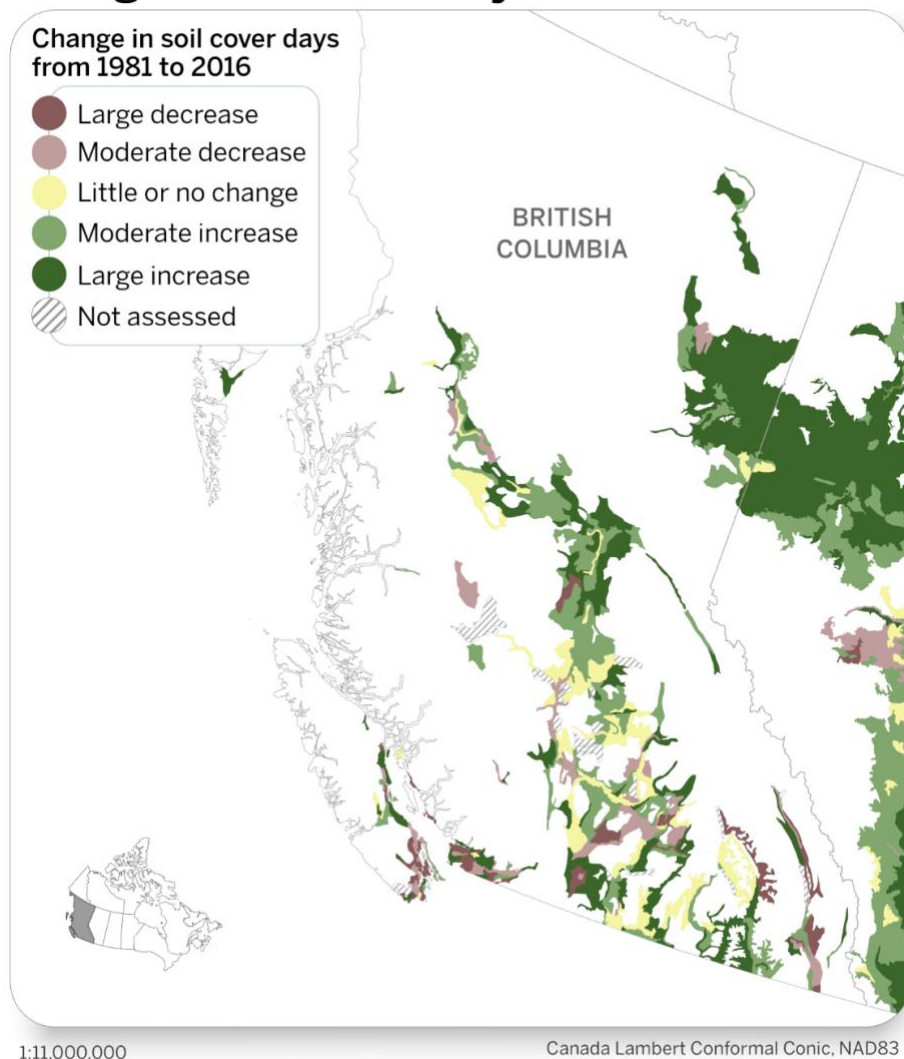 Change in soil cover days
from 1981 to 2016
Large decrease
Moderate decrease
Little or no change
Moderate increase
Large increase
Not assessed
BRITISH
COLUMBIA
1:11,000,000
Canada Lambert Conformal Conic, NAD83